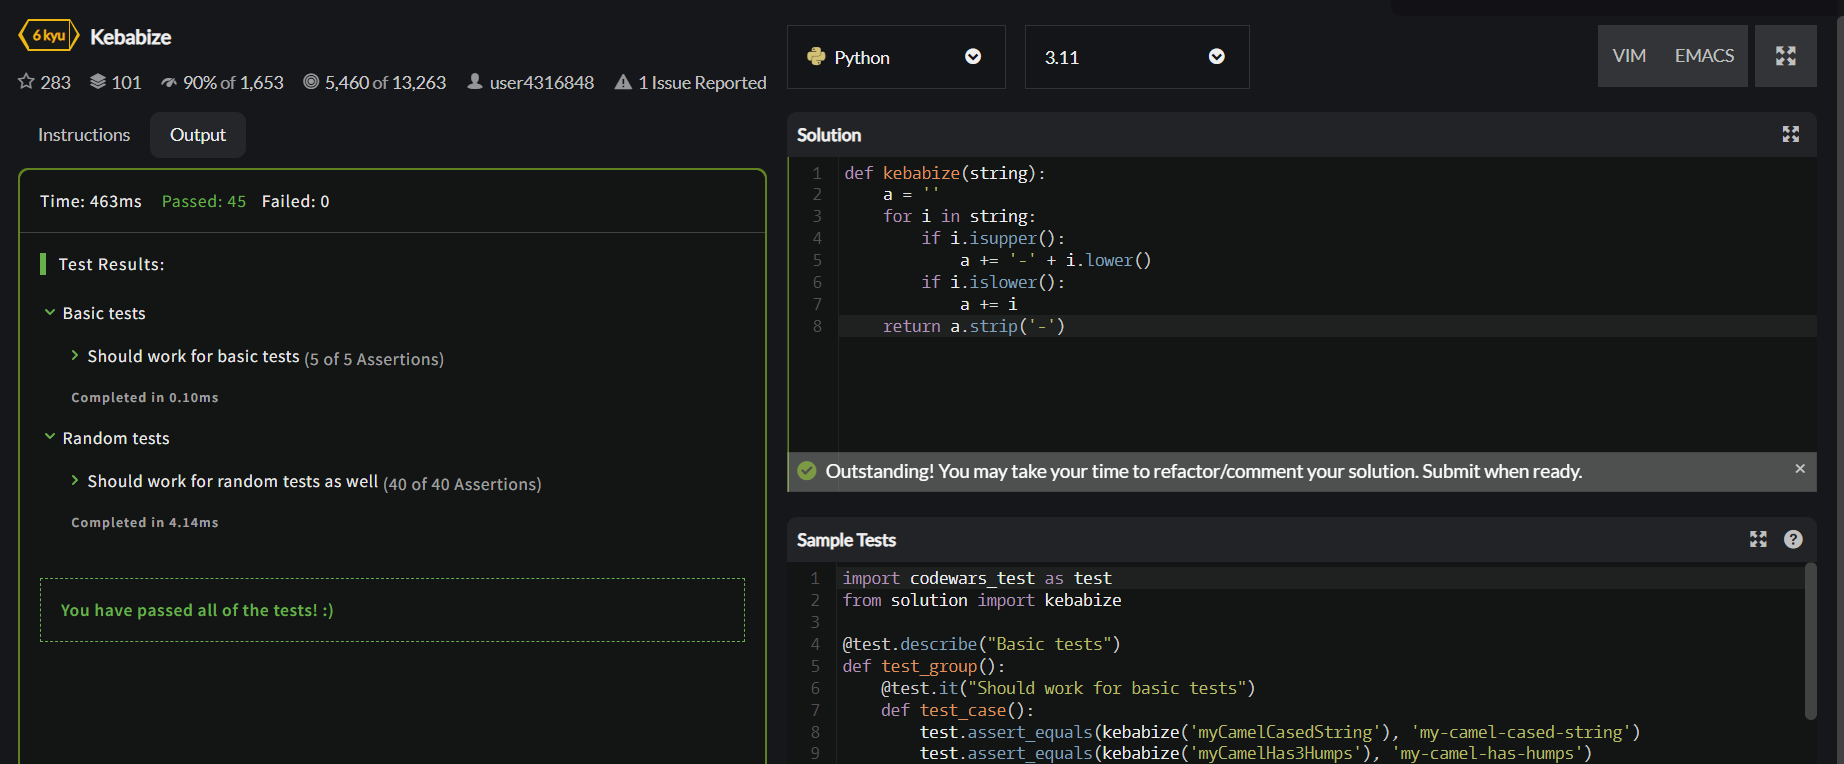 6 kyu Kebabize
283 101 90% of 1,653 5,460 of 13,263 user4316848 1 Issue Reported
Instructions Output
Time: 463ms Passed: 45 Failed: 0
Test Results:
Basic tests
Should work for basic tests (5 of 5 Assertions)
Completed in 0.10ms
Random tests
Should work for random tests as well (40 of 40 Assertions)
Completed in 4.14ms
You have passed all of the tests! :)
Python 3.11 VIM EMACS
Solution
1 def kebabize(string):
2     a = ''
3     for i in string:
4         if i.isupper():
5             a += '-' + i.lower()
6         if i.islower():
7             a += i
8     return a.strip('-')
Outstanding! You may take your time to refactor/comment your solution. Submit when ready. ×
Sample Tests ?
1 import codewars_test as test
2 from solution import kebabize
3
4 @test.describe("Basic tests")
5 def test_group():
6     @test.it("Should work for basic tests")
7     def test_case():
8         test.assert_equals(kebabize('myCamelCasedString'), 'my-camel-cased-string')
9         test.assert_equals(kebabize('myCamelHas3Humps'), 'my-camel-has-humps')